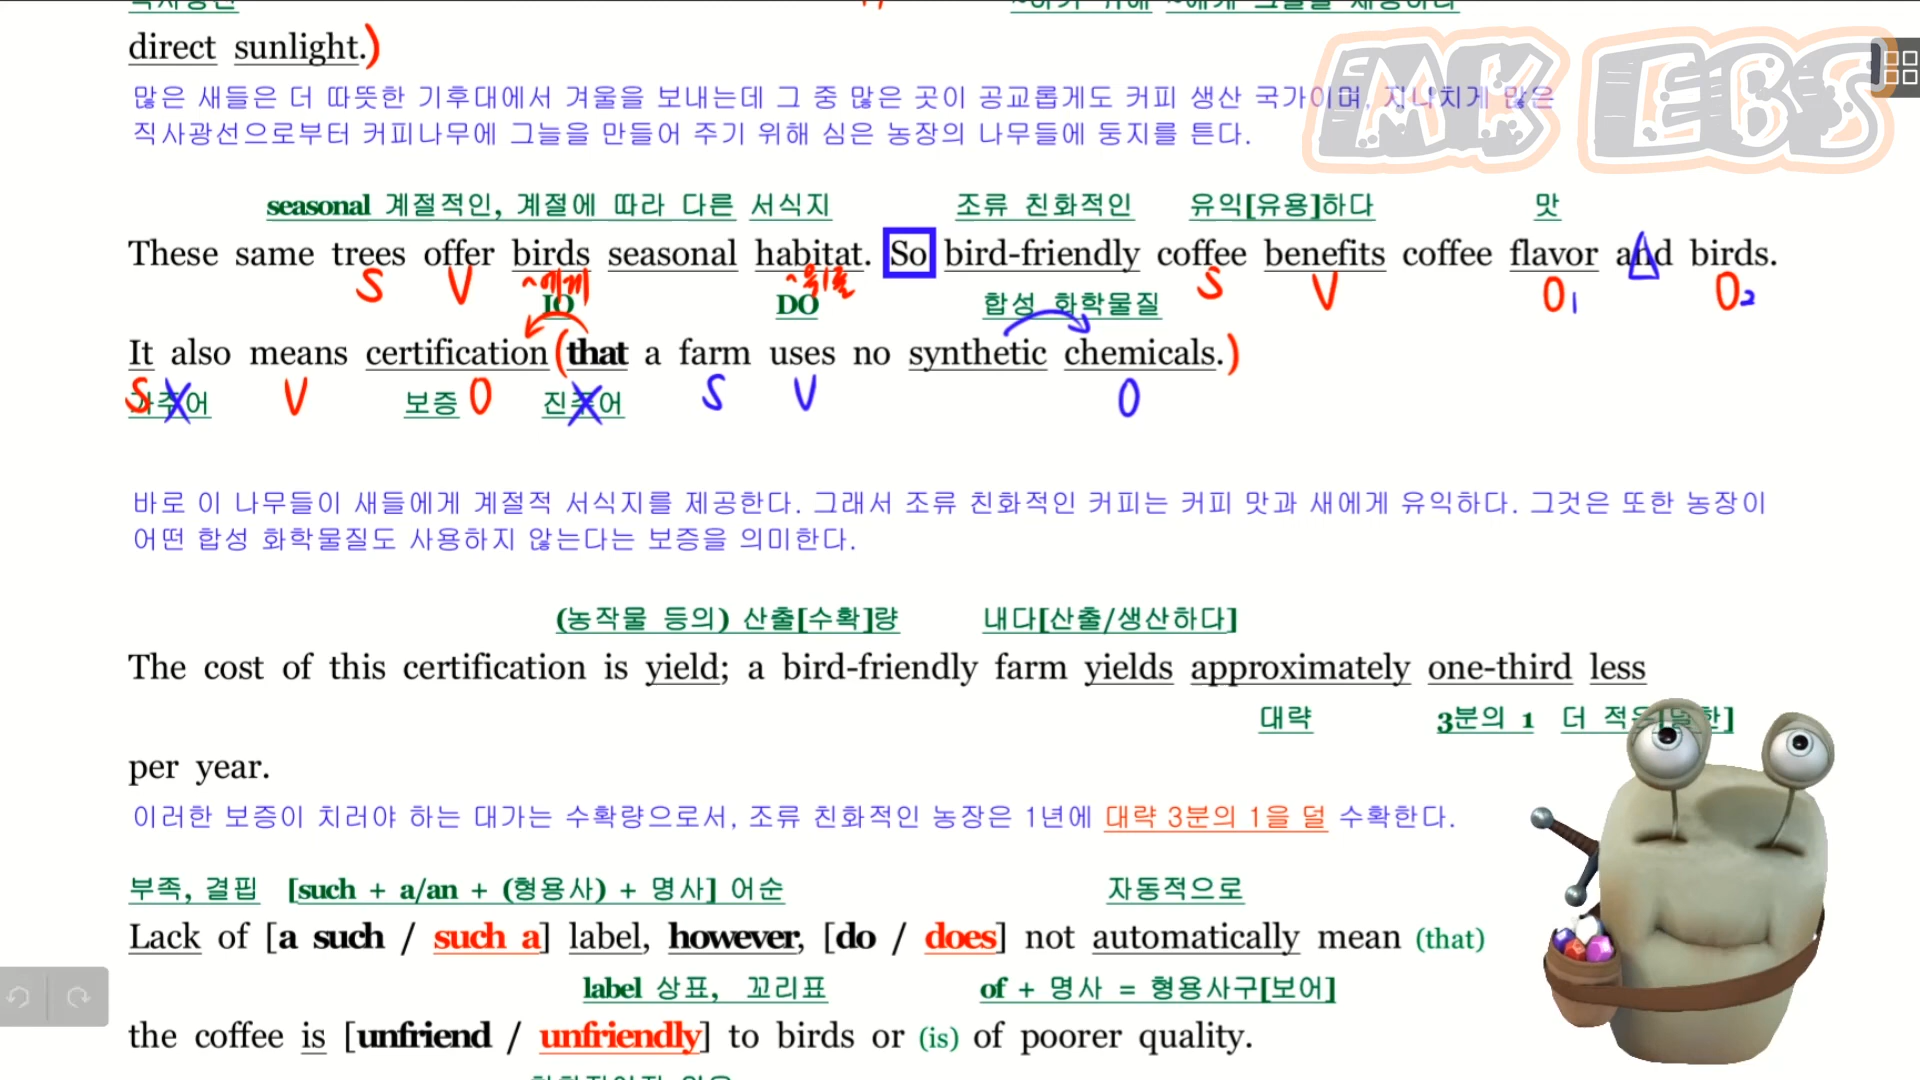 direct sunlight.)
많은 새들은 더 따뜻한 기후대에서 겨울을 보내는데 그 중 많은 곳이 공교롭게도 커피 생산 국가이며, 지나치게 많은
직사광선으로부터 커피나무에 그늘을 만들어 주기 위해 심은 농장의 나무들에 둥지를 튼다.
MK EBS
seasonal 계절적인, 계절에 따라 다른 서식지 조류 친화적인 유익[유용]하다 맛
These same trees offer birds seasonal habitat. So bird-friendly coffee benefits coffee flavor and birds.
S V ~에게 S V O1 O2
IO DO 합성 화학물질
It also means certification (that a farm uses no synthetic chemicals.)
S V O S V O
가주어 보증 진주어
바로 이 나무들이 새들에게 계절적 서식지를 제공한다. 그래서 조류 친화적인 커피는 커피 맛과 새에게 유익하다. 그것은 또한 농장이
어떤 합성 화학물질도 사용하지 않는다는 보증을 의미한다.
(농작물 등의) 산출[수확]량 내다[산출/생산하다]
The cost of this certification is yield; a bird-friendly farm yields approximately one-third less
대략 3분의 1 더 적은[덜한]
per year.
이러한 보증이 치러야 하는 대가는 수확량으로서, 조류 친화적인 농장은 1년에 대략 3분의 1을 덜 수확한다.
부족, 결핍 [such + a/an + (형용사) + 명사] 어순 자동적으로
Lack of [a such / such a] label, however, [do / does] not automatically mean (that)
label 상표, 꼬리표 of + 명사 = 형용사구[보어]
the coffee is [unfriend / unfriendly] to birds or (is) of poorer quality.